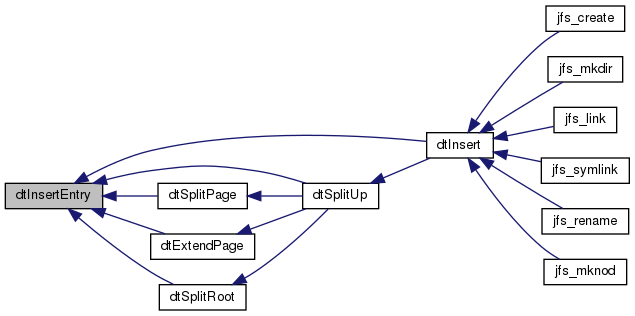 dtInsertEntry
dtSplitPage
dtExtendPage
dtSplitRoot
dtSplitUp
dtInsert
jfs_create
jfs_mkdir
jfs_link
jfs_symlink
jfs_rename
jfs_mknod